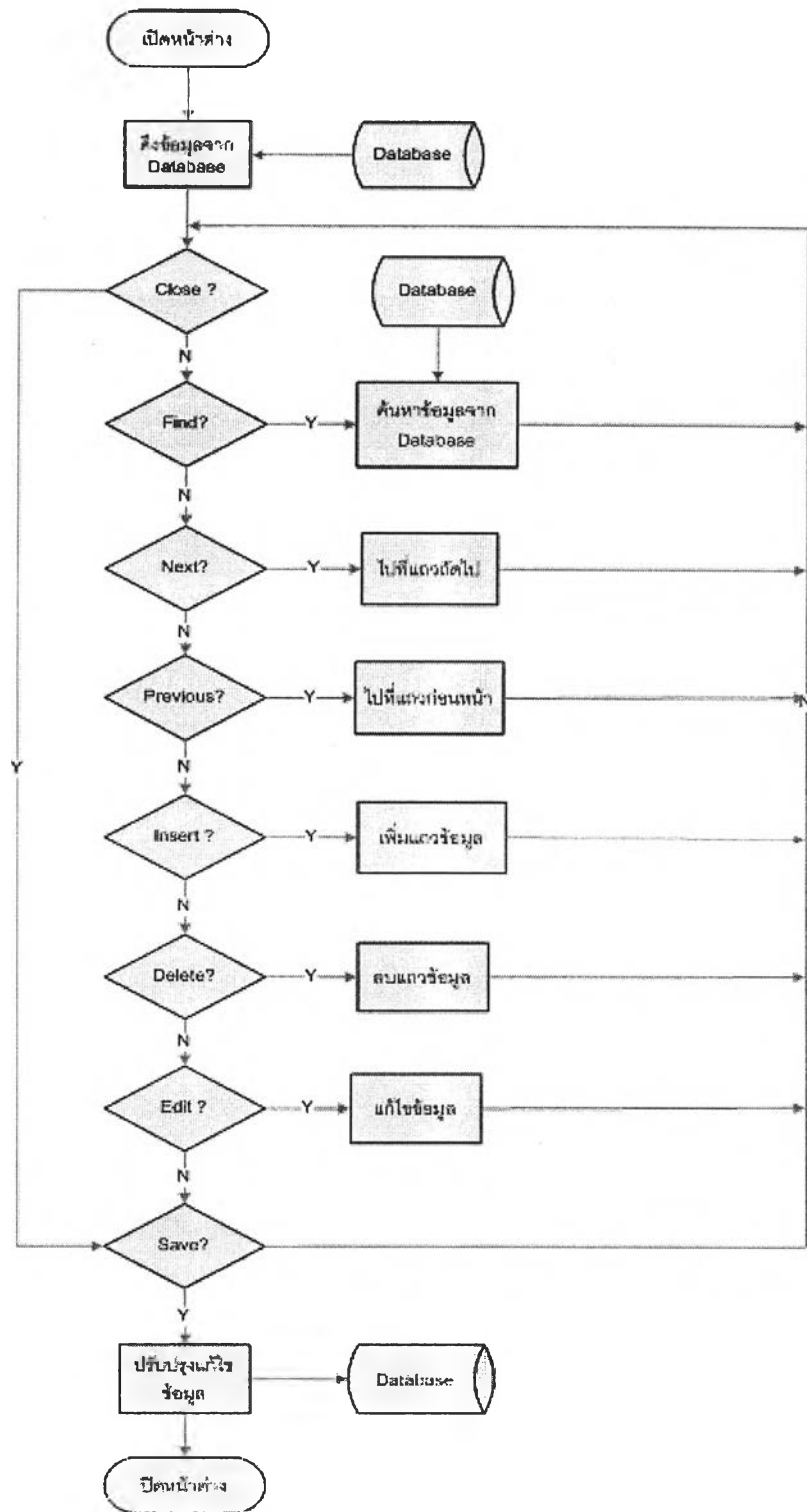 เปิดหน้าต่าง
ดึงข้อมูลจาก
Database
Database
Close ?
Database
N
Find?
Y
ค้นหาข้อมูลจาก
Database
N
Next?
Y
ไปที่แถวถัดไป
N
Previous?
Y
ไปที่แถวก่อนหน้า
N
Y
N
Insert ?
Y
เพิ่มแถวข้อมูล
N
Delete?
Y
ลบแถวข้อมูล
N
Edit ?
Y
แก้ไขข้อมูล
N
Save?
Y
ปรับปรุงแก้ไข
ข้อมูล
Database
ปิดหน้าต่าง